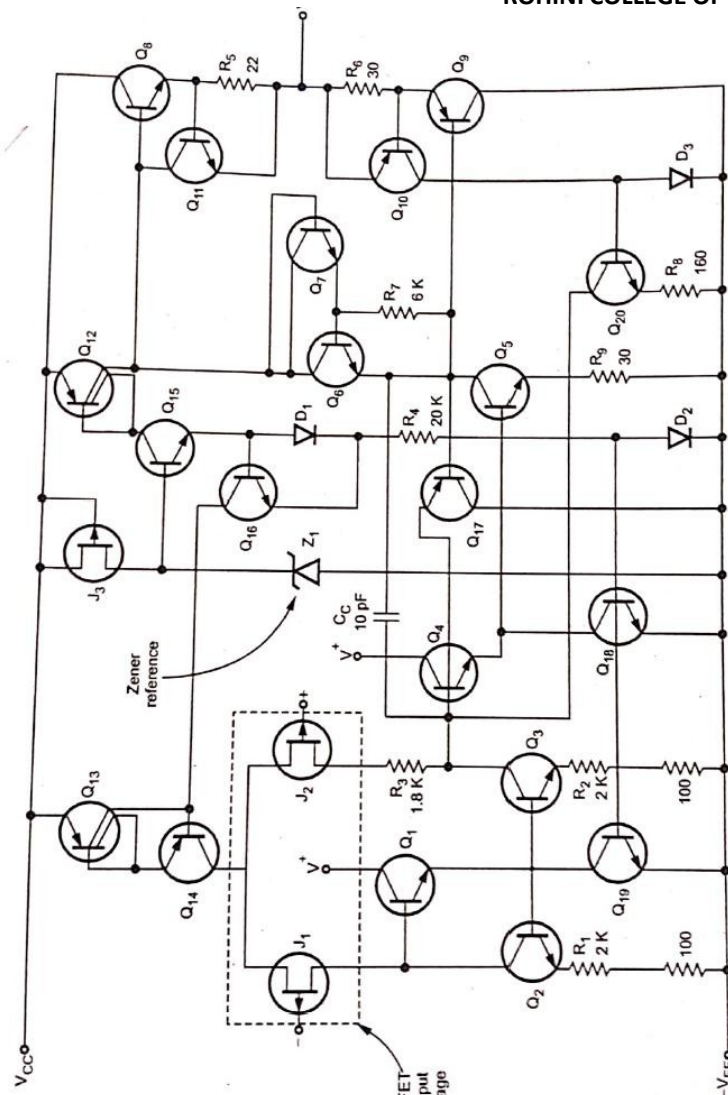 ROHINI COLLEGE OF
VCC
Q13
J3
Q12
Q8
Q14
Q15
Q11
R5
22
Zener
reference
Q16
D1
Q7
Z1
Q6
R7
6 K
R6
30
J1
J2
CC
10 pF
R4
20 K
Q10
Q9
V+
R3
1.8 K
V+
Q4
Q17
Q5
Q1
Q3
R9
30
Q20
D3
Q2
R1
2 K
R2
2 K
Q19
Q18
D2
R8
160
100
100